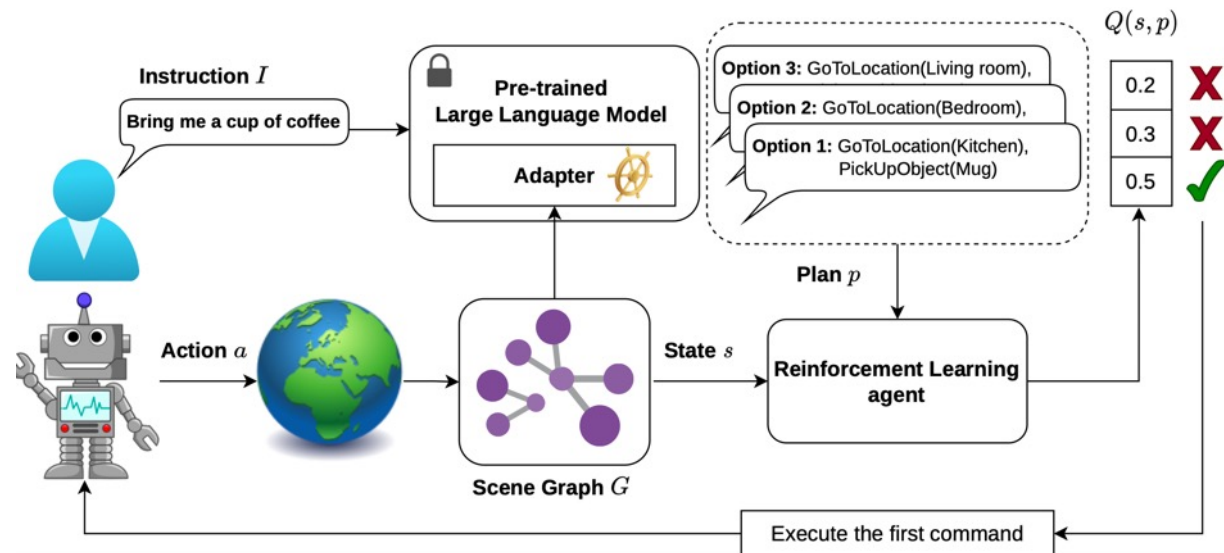 Instruction I
Bring me a cup of coffee
Pre-trained
Large Language Model
Adapter
Option 3: GoToLocation(Living room),
Option 2: GoToLocation(Bedroom),
Option 1: GoToLocation(Kitchen),
PickUpObject(Mug)
Q(s, p)
0.2
0.3
0.5
Plan p
Action a
State s
Reinforcement Learning
agent
Scene Graph G
Execute the first command